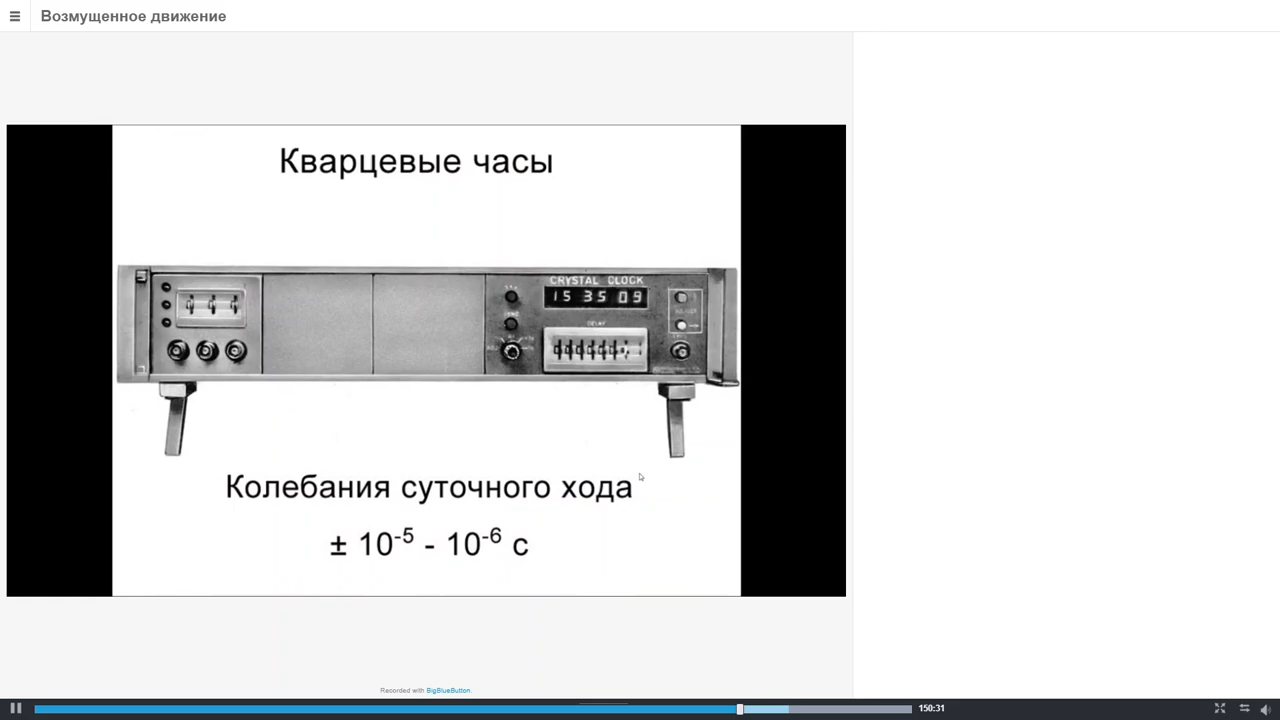 Возмущенное движение
Кварцевые часы
CRYSTAL CLOCK
15 35 09
DELAY
Колебания суточного хода
± 10⁻⁵ - 10⁻⁶ с
Recorded with BigBlueButton.
150:31